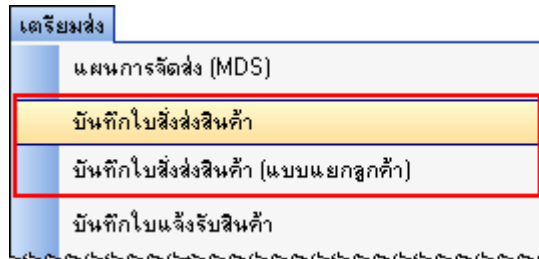 เตรียมส่ง
แผนการจัดส่ง (MDS)
บันทึกใบสั่งส่งสินค้า
บันทึกใบสั่งส่งสินค้า (แบบแยกลูกค้า)
บันทึกใบแจ้งรับสินค้า